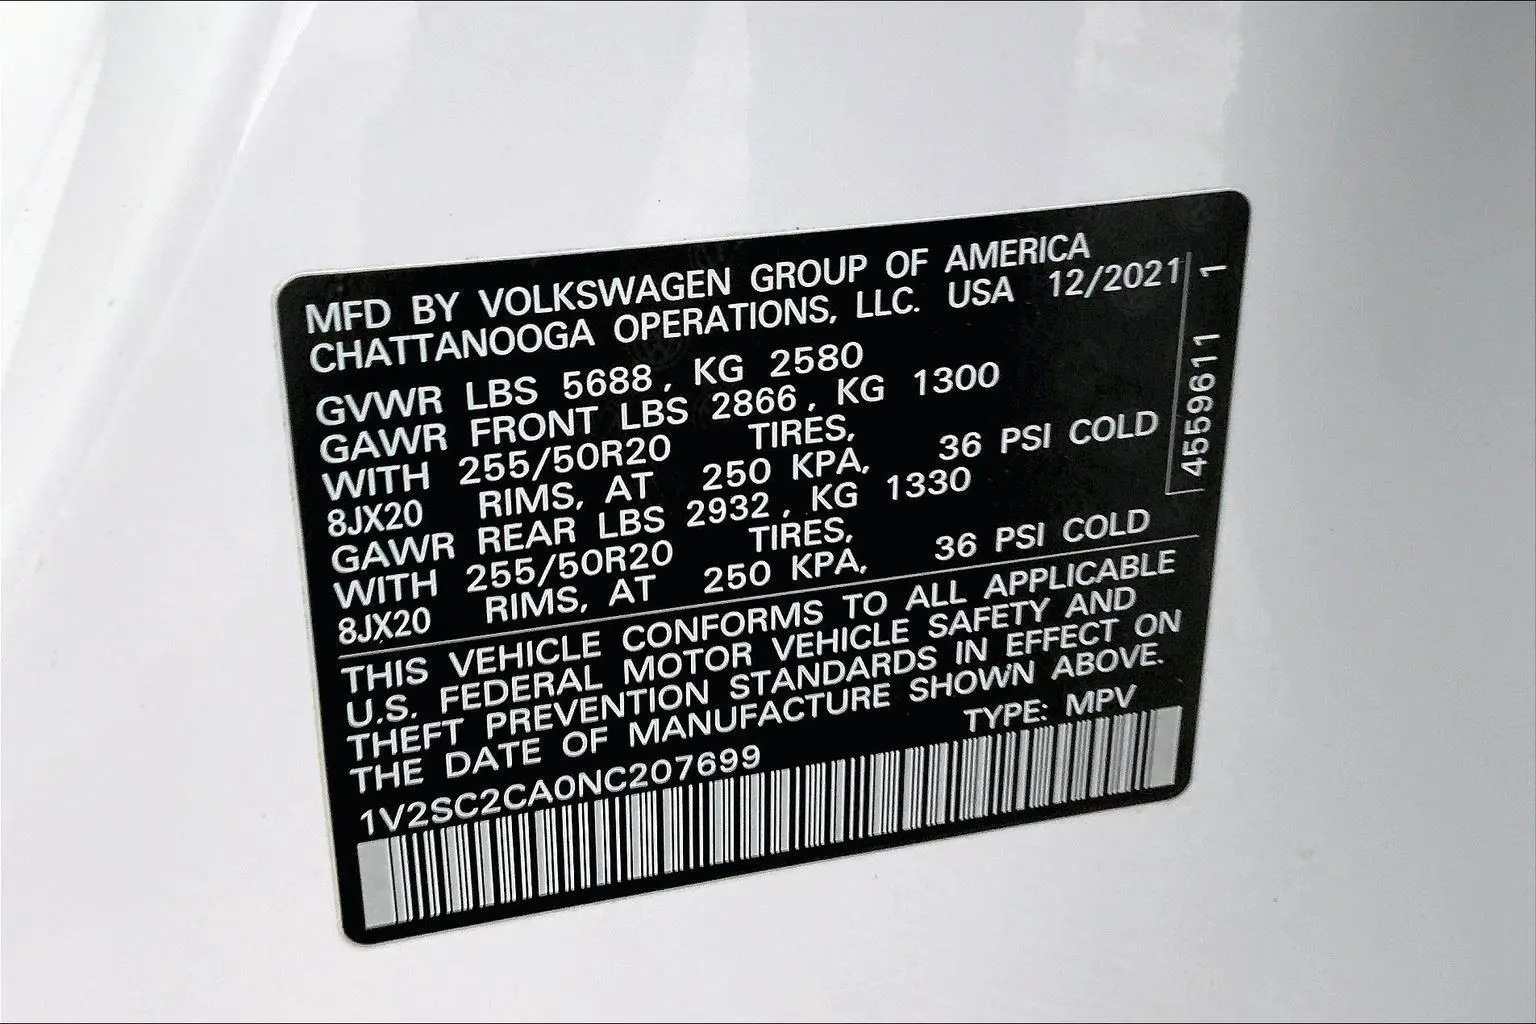 MFD BY VOLKSWAGEN GROUP OF AMERICA
CHATTANOOGA OPERATIONS, LLC. USA 12/2021
GVWR LBS 5688, KG 2580
GAWR FRONT LBS 2866, KG 1300
WITH 255/50R20 TIRES,
8JX20 RIMS, AT 250 KPA, 36 PSI COLD
GAWR REAR LBS 2932, KG 1330
WITH 255/50R20 TIRES,
8JX20 RIMS, AT 250 KPA, 36 PSI COLD
THIS VEHICLE CONFORMS TO ALL APPLICABLE
U.S. FEDERAL MOTOR VEHICLE SAFETY AND
THEFT PREVENTION STANDARDS IN EFFECT ON
THE DATE OF MANUFACTURE SHOWN ABOVE.
1V2SC2CA0NC207699 TYPE: MPV
4559611 1